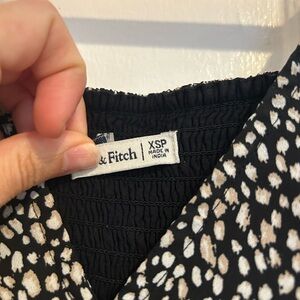 & Fitch
XSP
MADE IN
INDIA